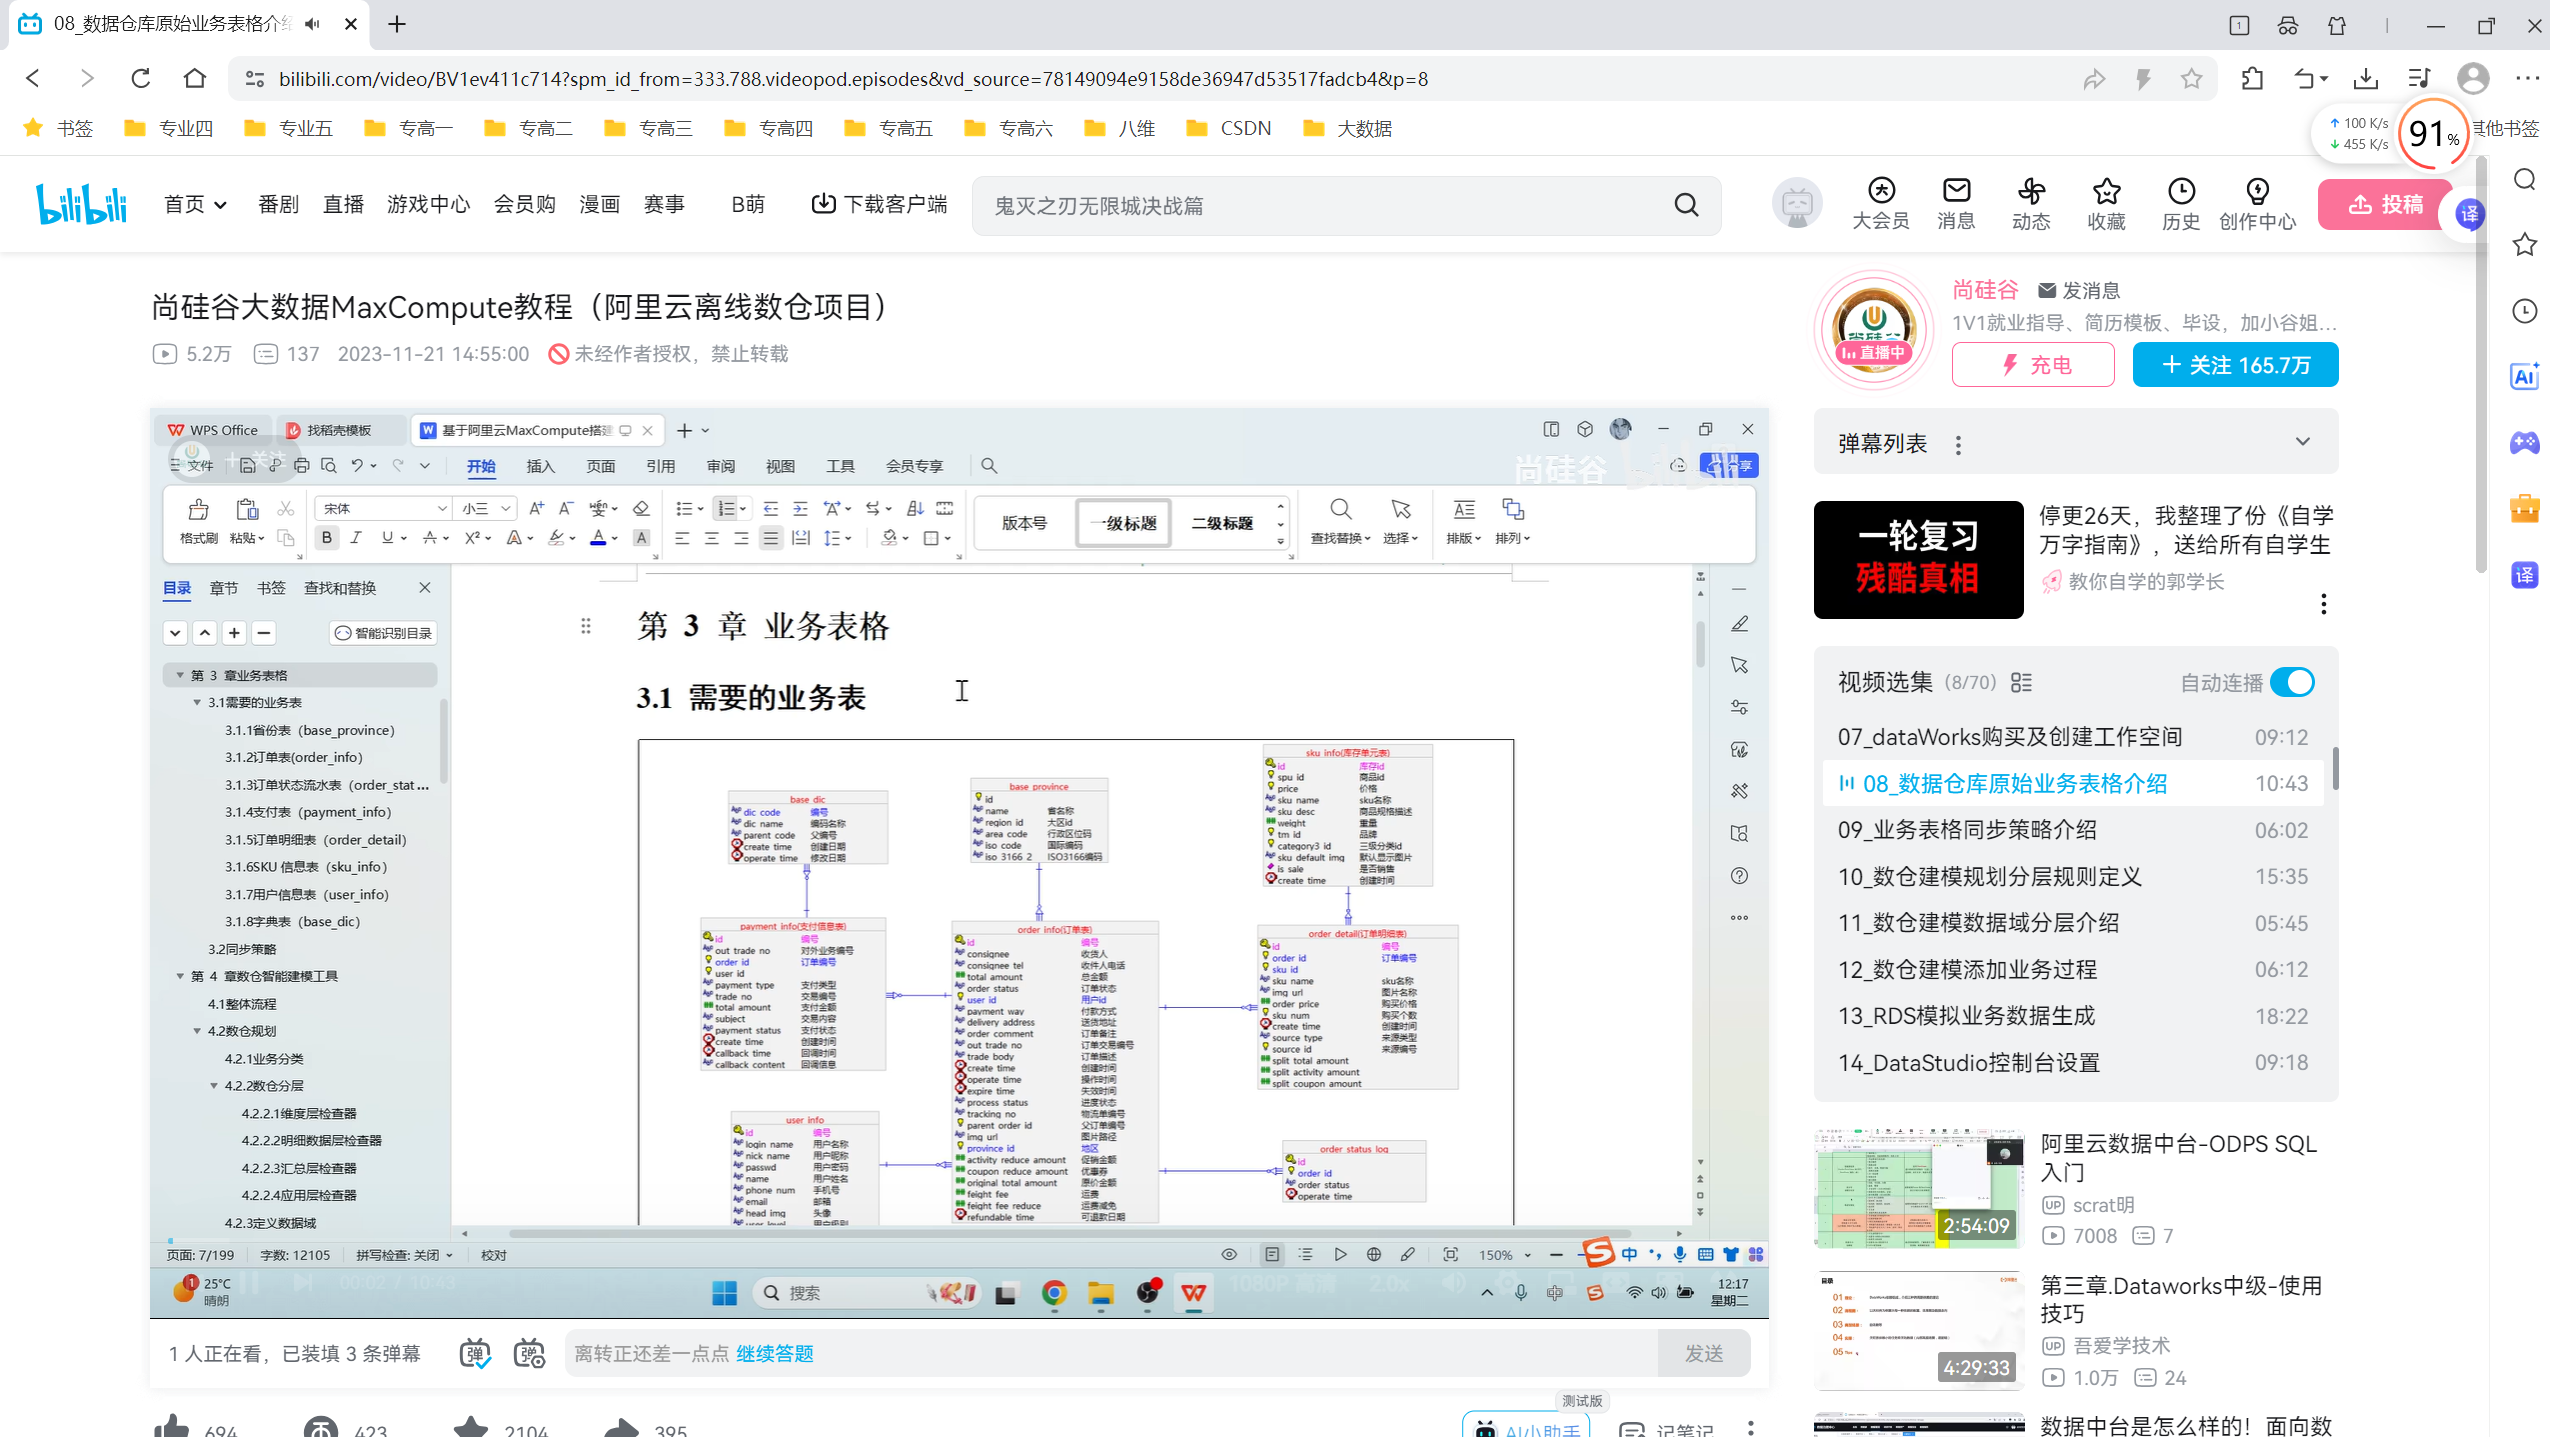 08_数据仓库原始业务表格介绍
bilibili.com/video/BV1ev411c714?spm_id_from=333.788.videopod.episodes&vd_source=78149094e9158de36947d53517fadcb4&p=8
书签 专业四 专业五 专高一 专高二 专高三 专高四 专高五 专高六 八维 CSDN 大数据 其他书签
100 K/s
455 K/s
91%
bilibili 首页 番剧 直播 游戏中心 会员购 漫画 赛事 B萌 下载客户端 鬼灭之刃无限城决战篇 大会员 消息 动态 收藏 历史 创作中心 投稿
译
尚硅谷大数据MaxCompute教程（阿里云离线数仓项目）
5.2万 137 2023-11-21 14:55:00 未经作者授权，禁止转载
WPS Office 找稻壳模板 基于阿里云MaxCompute搭建
文件 开始 插入 页面 引用 审阅 视图 工具 会员专享
尚硅谷 bilibili
格式刷 粘贴 宋体 小三 版本号 一级标题 二级标题 查找替换 选择 排版 排列
目录 章节 书签 查找和替换
智能识别目录
第 3 章业务表格
3.1需要的业务表
3.1.1省份表（base_province）
3.1.2订单表(order_info）
3.1.3订单状态流水表（order_stat ...
3.1.4支付表（payment_info）
3.1.5订单明细表（order_detail）
3.1.6SKU 信息表（sku_info）
3.1.7用户信息表（user_info）
3.1.8字典表（base_dic）
3.2同步策略
第 4 章数仓智能建模工具
4.1整体流程
4.2数仓规划
4.2.1业务分类
4.2.2数仓分层
4.2.2.1维度层检查器
4.2.2.2明细数据层检查器
4.2.2.3汇总层检查器
4.2.2.4应用层检查器
4.2.3定义数据域
第 3 章 业务表格
3.1 需要的业务表
base dic
dic code 编号
dic name 编码名称
parent code 父编号
create time 创建日期
operate time 修改日期
base province
id
name 省名称
region id 大区id
area code 行政区位码
iso code 国际编码
iso 3166 2 ISO3166编码
sku info(库存单元表)
id 库存id
spu id 商品id
price 价格
sku name sku名称
sku desc 商品规格描述
weight 重量
tm id 品牌
category3 id 三级分类id
sku default img 默认显示图片
is sale 是否销售
create time 创建时间
payment info(支付信息表)
id 编号
out trade no 对外业务编号
order id 订单编号
user id
payment type 支付类型
trade no 交易编号
total amount 支付金额
subject 交易内容
payment status 支付状态
create time 创建时间
callback time 回调时间
callback content 回调信息
order info(订单表)
id 编号
consignee 收货人
consignee tel 收件人电话
total amount 总金额
order status 订单状态
user id 用户id
payment way 付款方式
delivery address 送货地址
order comment 订单备注
out trade no 订单交易编号
trade body 订单描述
create time 创建时间
operate time 操作时间
expire time 失效时间
process status 进度状态
tracking no 物流单编号
parent order id 父订单编号
img url 图片路径
province id 地区
activity reduce amount 促销金额
coupon reduce amount 优惠券
original total amount 原价金额
feight fee 运费
feight fee reduce 运费减免
refundable time 可退款日期
order detail(订单明细表)
id 编号
order id 订单编号
sku id
sku name sku名称
img url 图片名称
order price 购买价格
sku num 购买个数
create time 创建时间
source type 来源类型
source id 来源编号
split total amount
split activity amount
split coupon amount
user info
id 编号
login name 用户名称
nick name 用户昵称
passwd 用户密码
name 用户姓名
phone num 手机号
email 邮箱
head img 头像
user level 用户级别
order status log
id
order id
order status
operate time
页面: 7/199 字数: 12105 拼写检查: 关闭 校对 150% 中
25°C
晴朗
00:02 / 10:43
搜索
1080P 高清 2.0x
12:17
星期二
1 人正在看，已装填 3 条弹幕 离转正还差一点点 继续答题 发送
测试版
694 423 2104 395 AI小助手 记笔记
尚硅谷 发消息
1V1就业指导、简历模板、毕设，加小谷姐...
直播中
充电 + 关注 165.7万
弹幕列表
一轮复习
残酷真相
停更26天，我整理了份《自学
万字指南》，送给所有自学生
教你自学的郭学长
视频选集 (8/70) 自动连播
07_dataWorks购买及创建工作空间 09:12
08_数据仓库原始业务表格介绍 10:43
09_业务表格同步策略介绍 06:02
10_数仓建模规划分层规则定义 15:35
11_数仓建模数据域分层介绍 05:45
12_数仓建模添加业务过程 06:12
13_RDS模拟业务数据生成 18:22
14_DataStudio控制台设置 09:18
2:54:09
阿里云数据中台-ODPS SQL
入门
UP scrat明
7008 7
4:29:33
第三章.Dataworks中级-使用
技巧
UP 吾爱学技术
1.0万 24
数据中台是怎么样的！面向数